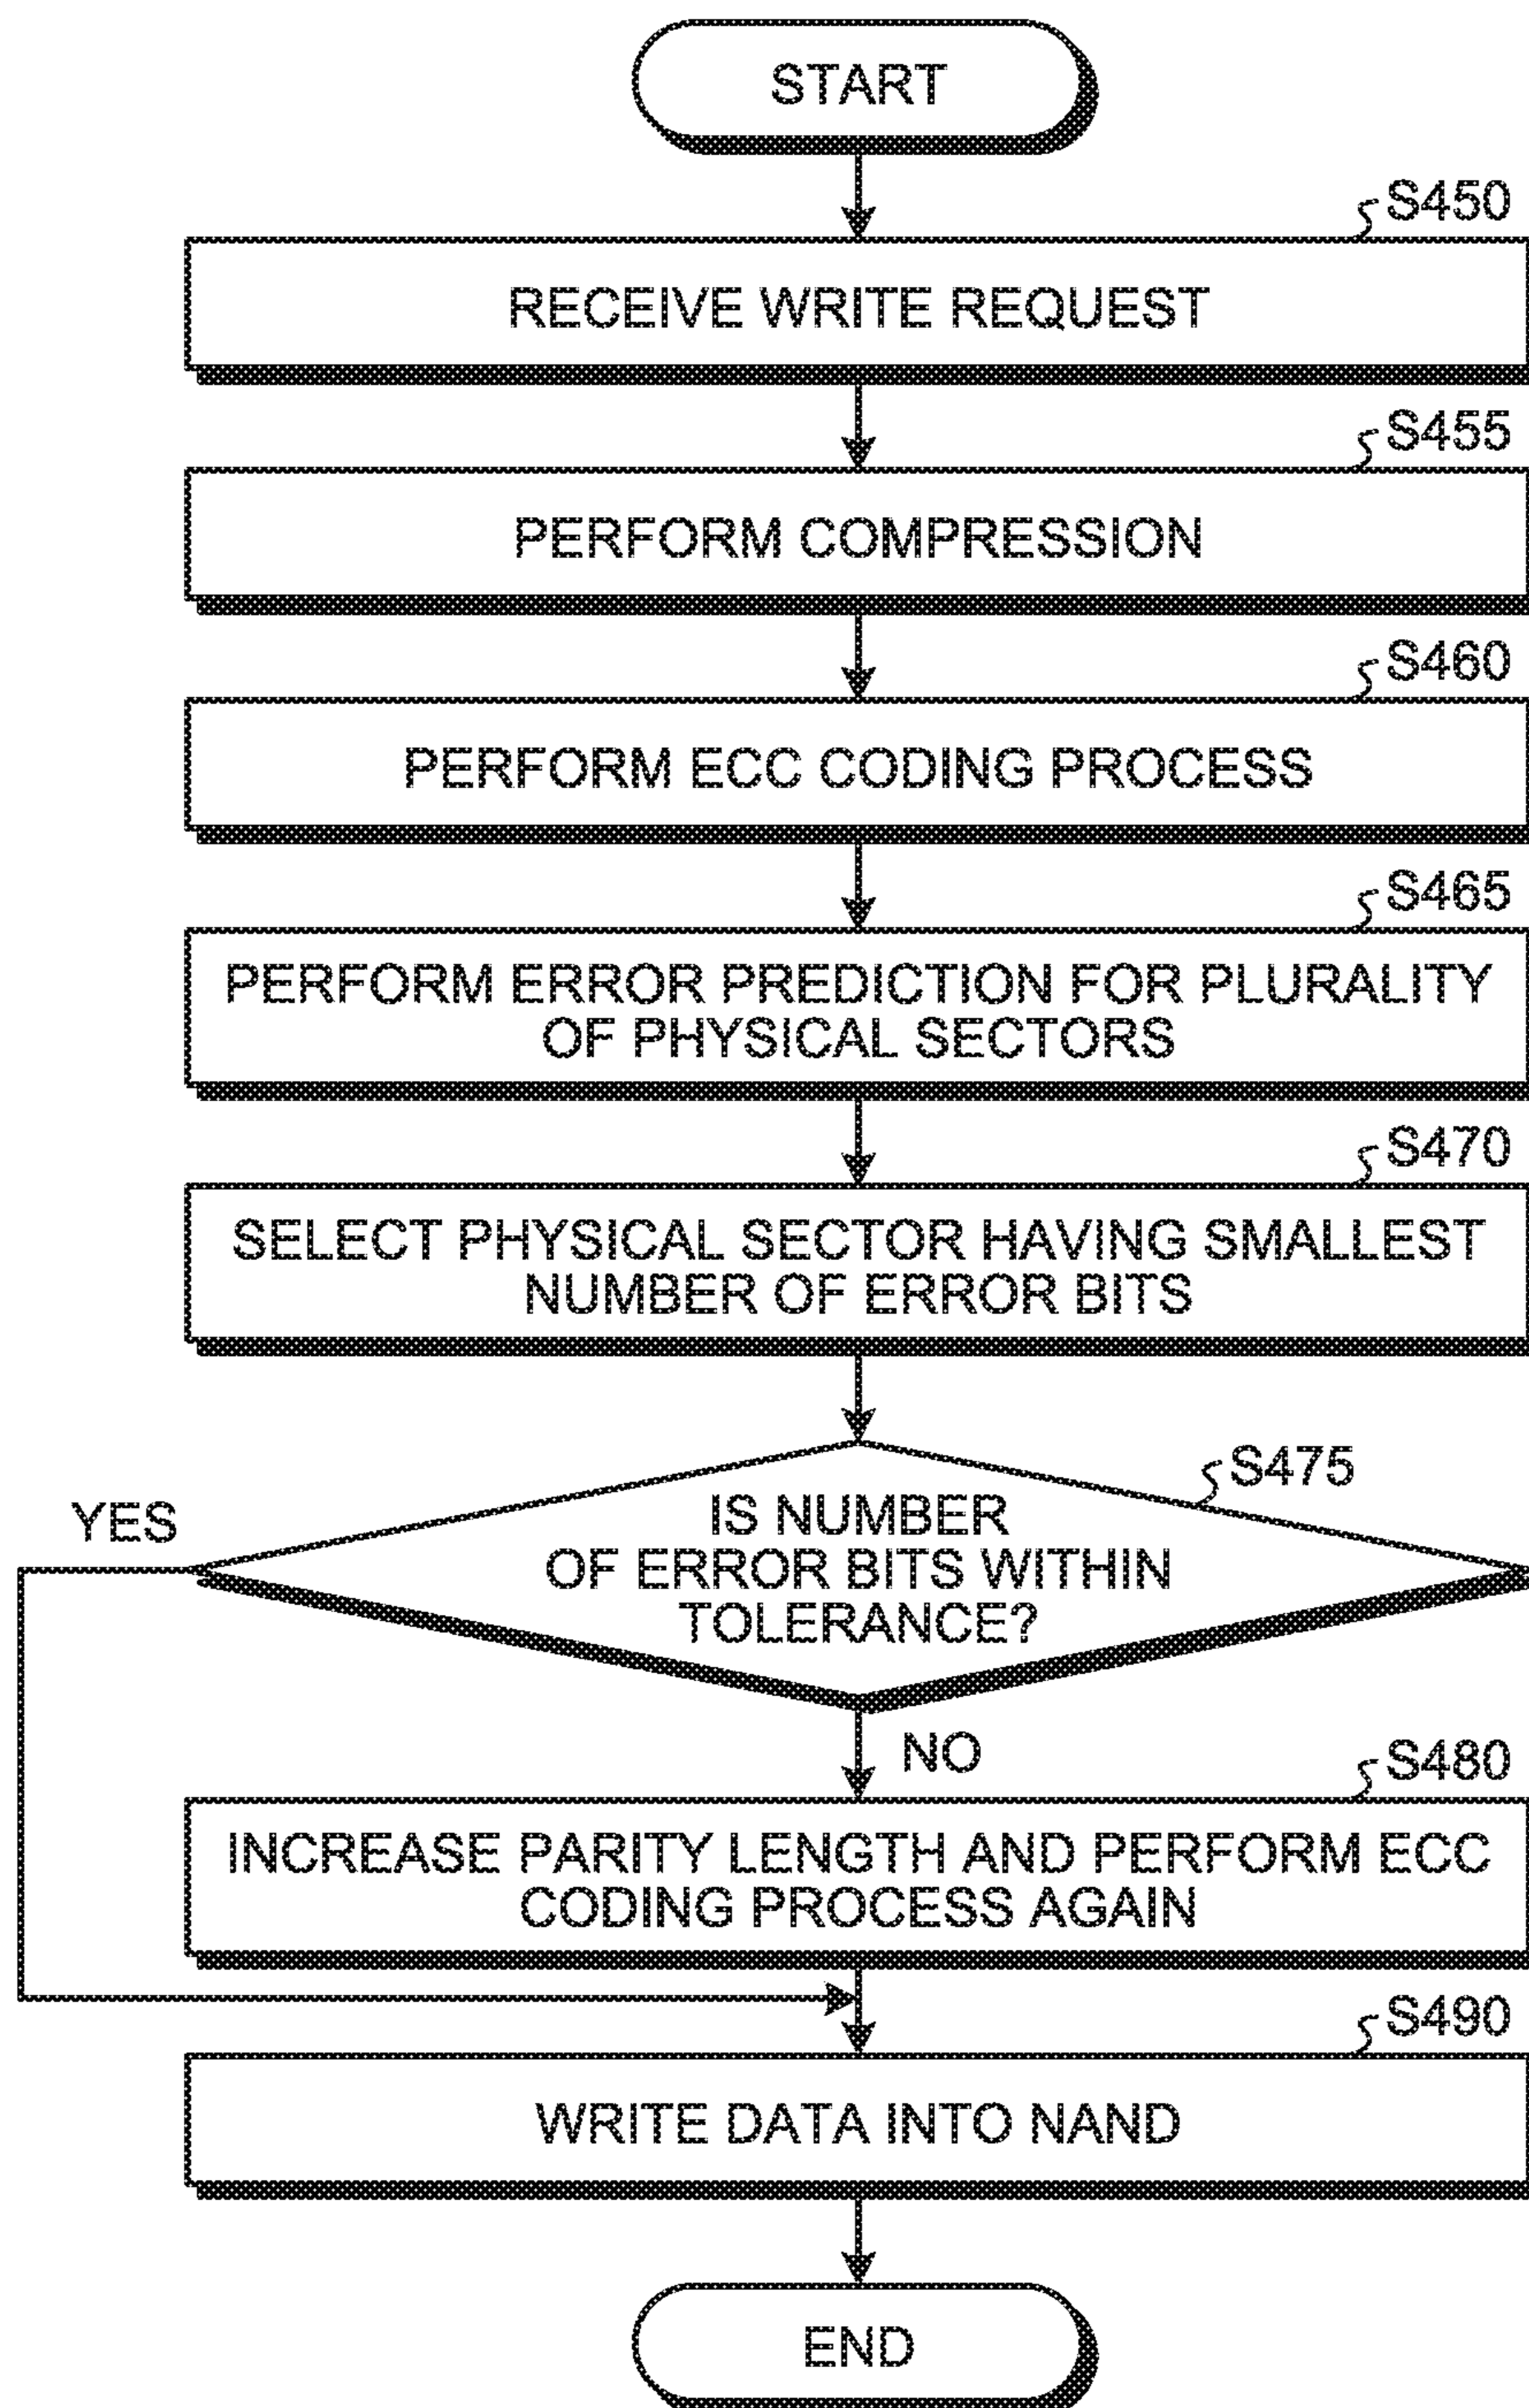 START
S450
RECEIVE WRITE REQUEST
S455
PERFORM COMPRESSION
S460
PERFORM ECC CODING PROCESS
S465
PERFORM ERROR PREDICTION FOR PLURALITY
OF PHYSICAL SECTORS
S470
SELECT PHYSICAL SECTOR HAVING SMALLEST
NUMBER OF ERROR BITS
S475
YES
IS NUMBER
OF ERROR BITS WITHIN
TOLERANCE?
NO
S480
INCREASE PARITY LENGTH AND PERFORM ECC
CODING PROCESS AGAIN
S490
WRITE DATA INTO NAND
END